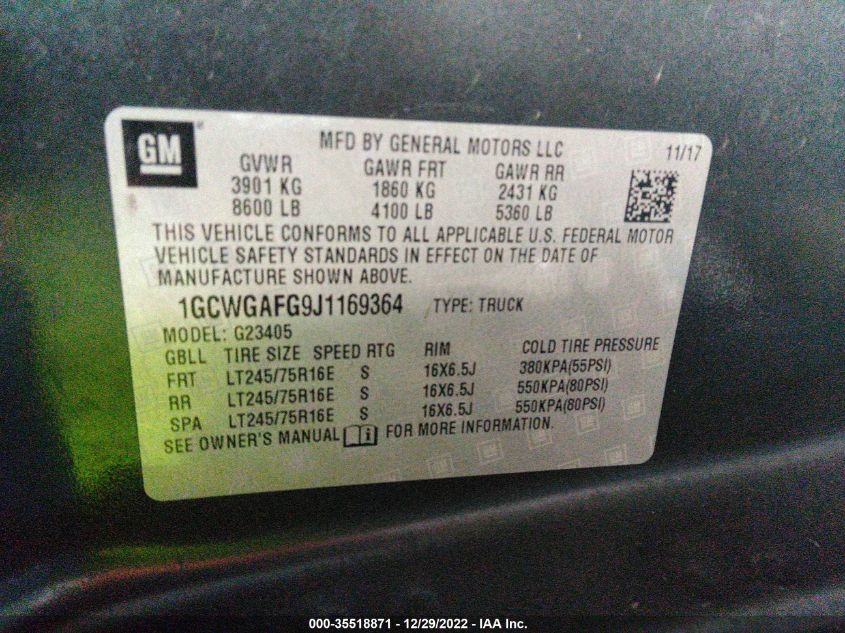 GM
MFD BY GENERAL MOTORS LLC
11/17
GVWR GAWR FRT GAWR RR
3901 KG 1860 KG 2431 KG
8600 LB 4100 LB 5360 LB
THIS VEHICLE CONFORMS TO ALL APPLICABLE U.S. FEDERAL MOTOR
VEHICLE SAFETY STANDARDS IN EFFECT ON THE DATE OF
MANUFACTURE SHOWN ABOVE.
1GCWGAFG9J1169364 TYPE: TRUCK
MODEL: G23405
GBLL TIRE SIZE SPEED RTG RIM COLD TIRE PRESSURE
FRT LT245/75R16E S 16X6.5J 380KPA(55PSI)
RR LT245/75R16E S 16X6.5J 550KPA(80PSI)
SPA LT245/75R16E S 16X6.5J 550KPA(80PSI)
SEE OWNER'S MANUAL i FOR MORE INFORMATION.
000-35518871 - 12/29/2022 - IAA Inc.